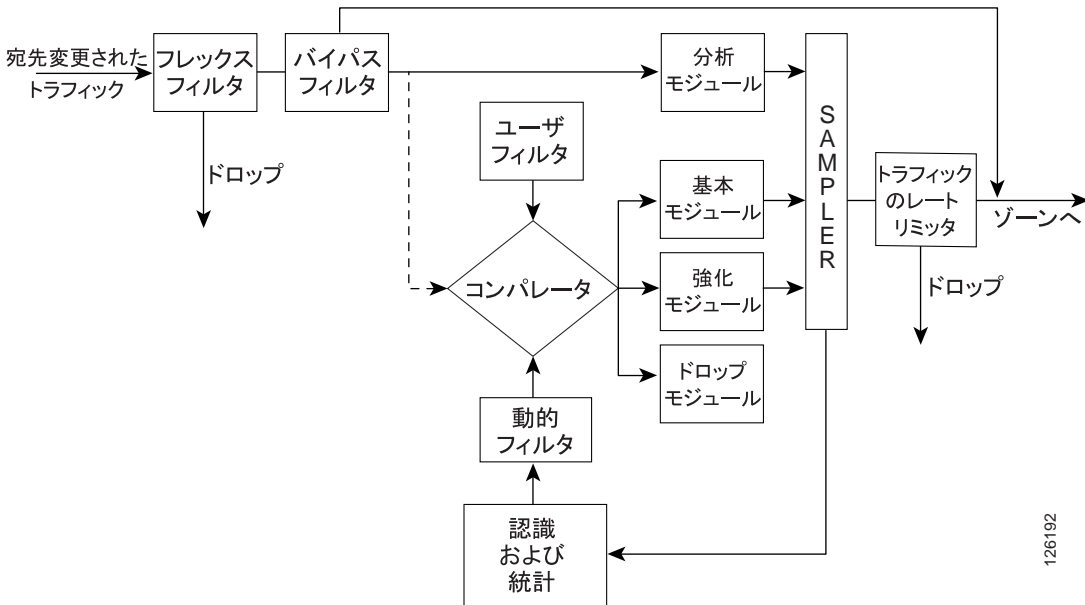 宛先変更された
トラフィック
フレックス
フィルタ
バイパス
フィルタ
分析
モジュール
ドロップ
ユーザ
フィルタ
基本
モジュール
SAMPLER
トラフィック
のレート
リミッタ
ゾーンへ
コンパレータ
強化
モジュール
ドロップ
ドロップ
モジュール
動的
フィルタ
認識
および
統計
126192